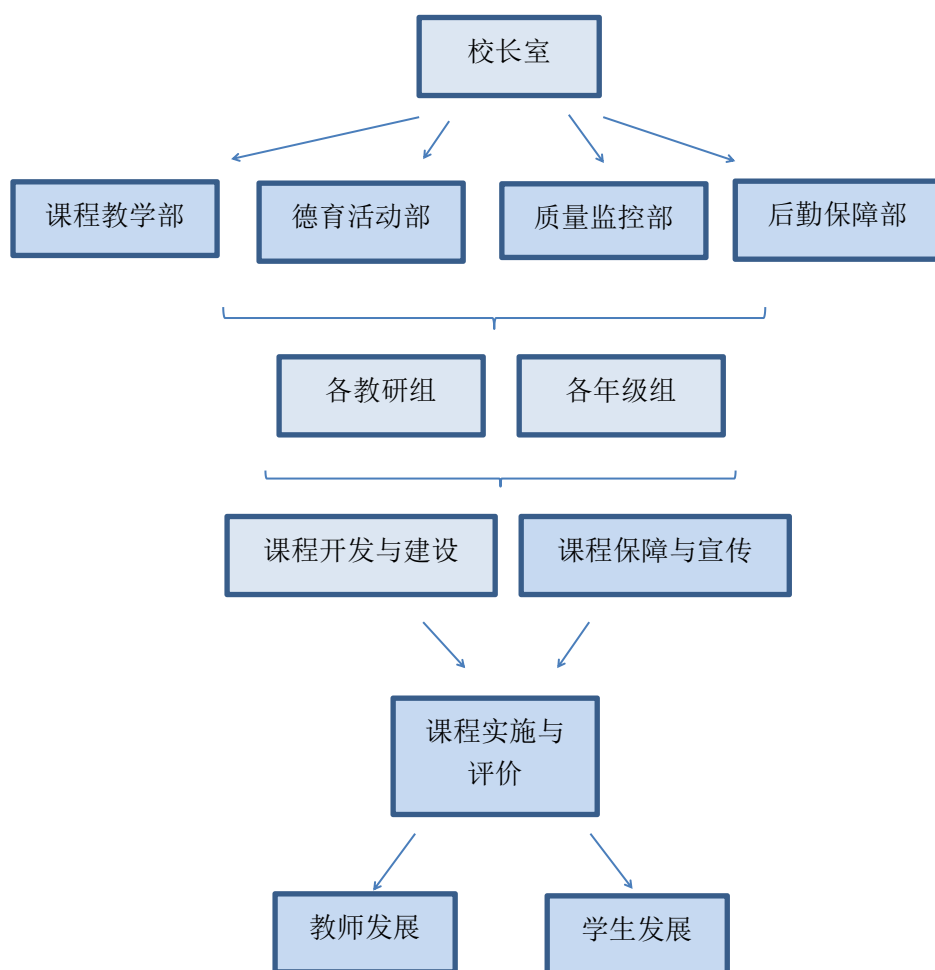 校长室
课程教学部
德育活动部
质量监控部
后勤保障部
各教研组
各年级组
课程开发与建设
课程保障与宣传
课程实施与
评价
教师发展
学生发展